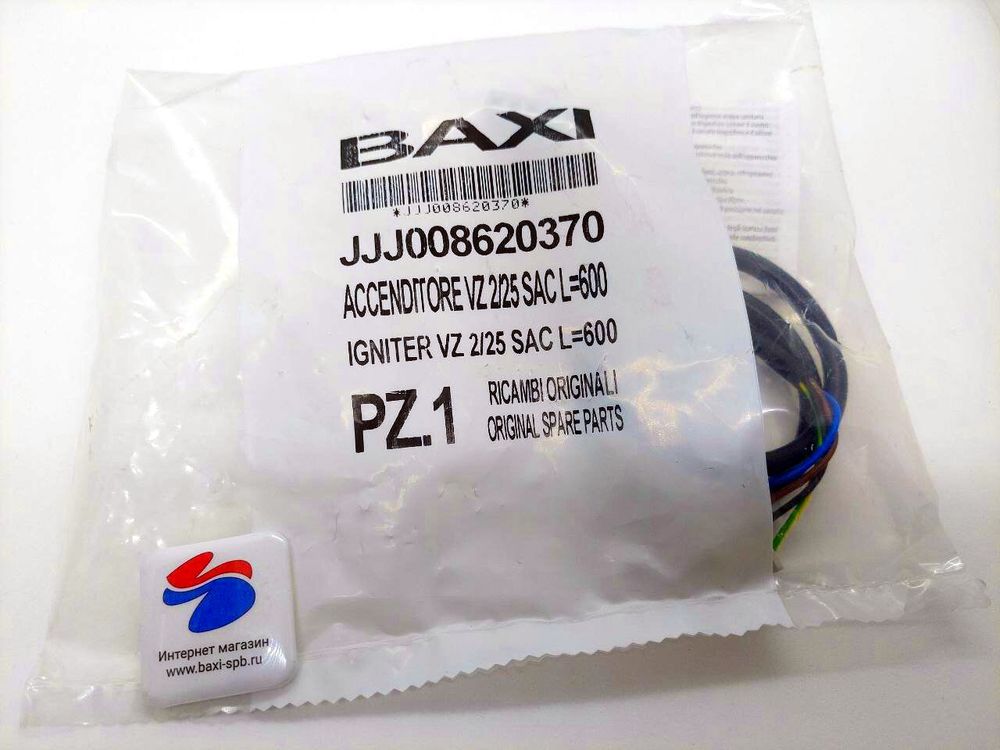 BAXI
*JJJ008620370*
JJJ008620370
ACCENDITORE VZ 2/25 SAC L=600
IGNITER VZ 2/25 SAC L=600
PZ.1
RICAMBI ORIGINALI
ORIGINAL SPARE PARTS
Интернет магазин
www.baxi-spb.ru